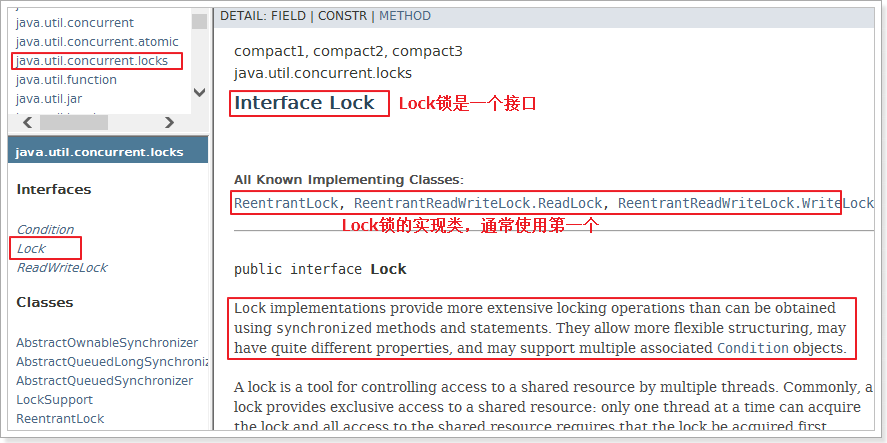 java.util.concurrent
java.util.concurrent.atomic
java.util.concurrent.locks
java.util.function
java.util.jar
java.util.concurrent.locks
Interfaces
Condition
Lock
ReadWriteLock
Classes
AbstractOwnableSynchronizer
AbstractQueuedLongSynchroniz
AbstractQueuedSynchronizer
LockSupport
ReentrantLock
DETAIL: FIELD | CONSTR | METHOD
compact1, compact2, compact3
java.util.concurrent.locks
Interface Lock Lock锁是一个接口
All Known Implementing Classes:
ReentrantLock, ReentrantReadWriteLock.ReadLock, ReentrantReadWriteLock.WriteLock
Lock锁的实现类，通常使用第一个
public interface Lock
Lock implementations provide more extensive locking operations than can be obtained
using synchronized methods and statements. They allow more flexible structuring, may
have quite different properties, and may support multiple associated Condition objects.
A lock is a tool for controlling access to a shared resource by multiple threads. Commonly, a
lock provides exclusive access to a shared resource: only one thread at a time can acquire
the lock and all access to the shared resource requires that the lock be acquired first.